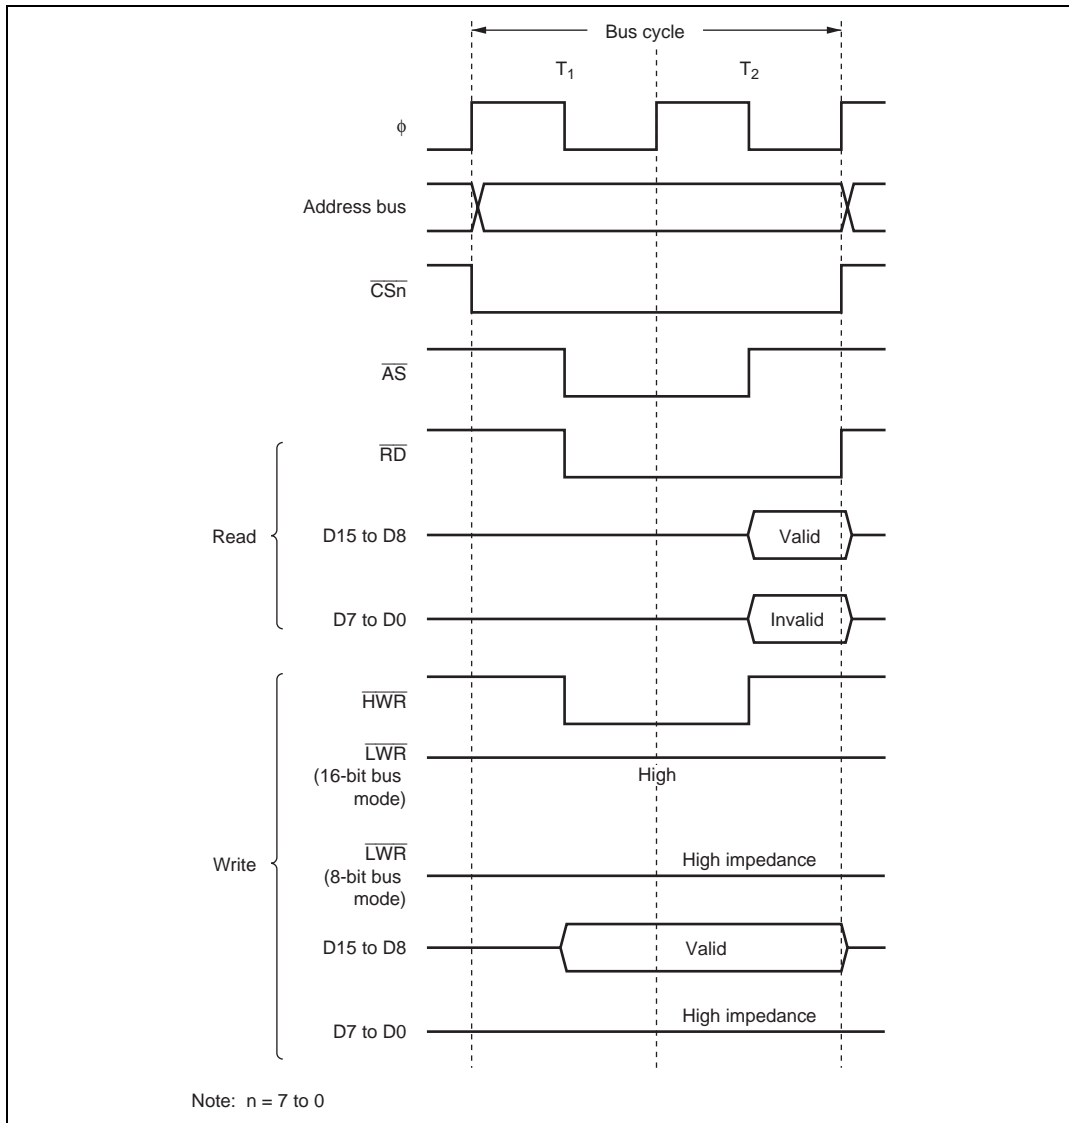 Bus cycle
T1 T2
φ
Address bus
CSn
AS
RD
Read
D15 to D8 Valid
D7 to D0 Invalid
HWR
LWR
(16-bit bus
mode)
High
Write
LWR
(8-bit bus
mode)
High impedance
D15 to D8 Valid
D7 to D0 High impedance
Note: n = 7 to 0